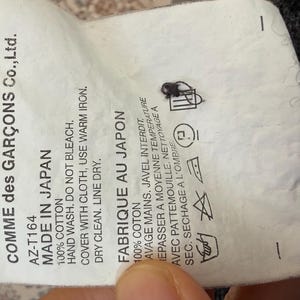 COMME des GARÇONS Co.,Ltd.
AZ-T164
MADE IN JAPAN
100% COTTON
HAND WASH. DO NOT BLEACH.
COVER WITH CLOTH, USE WARM IRON.
DRY CLEAN. LINE DRY.
FABRIQUE AU JAPON
100% COTON
LAVAGE MAINS. JAVEL INTERDIT.
REPASSER A MOYENNE TEMPERATURE
AVEC PATTEMOUILLE. NETTOYAGE A
SEC. SECHAGE A L'OMBRE.